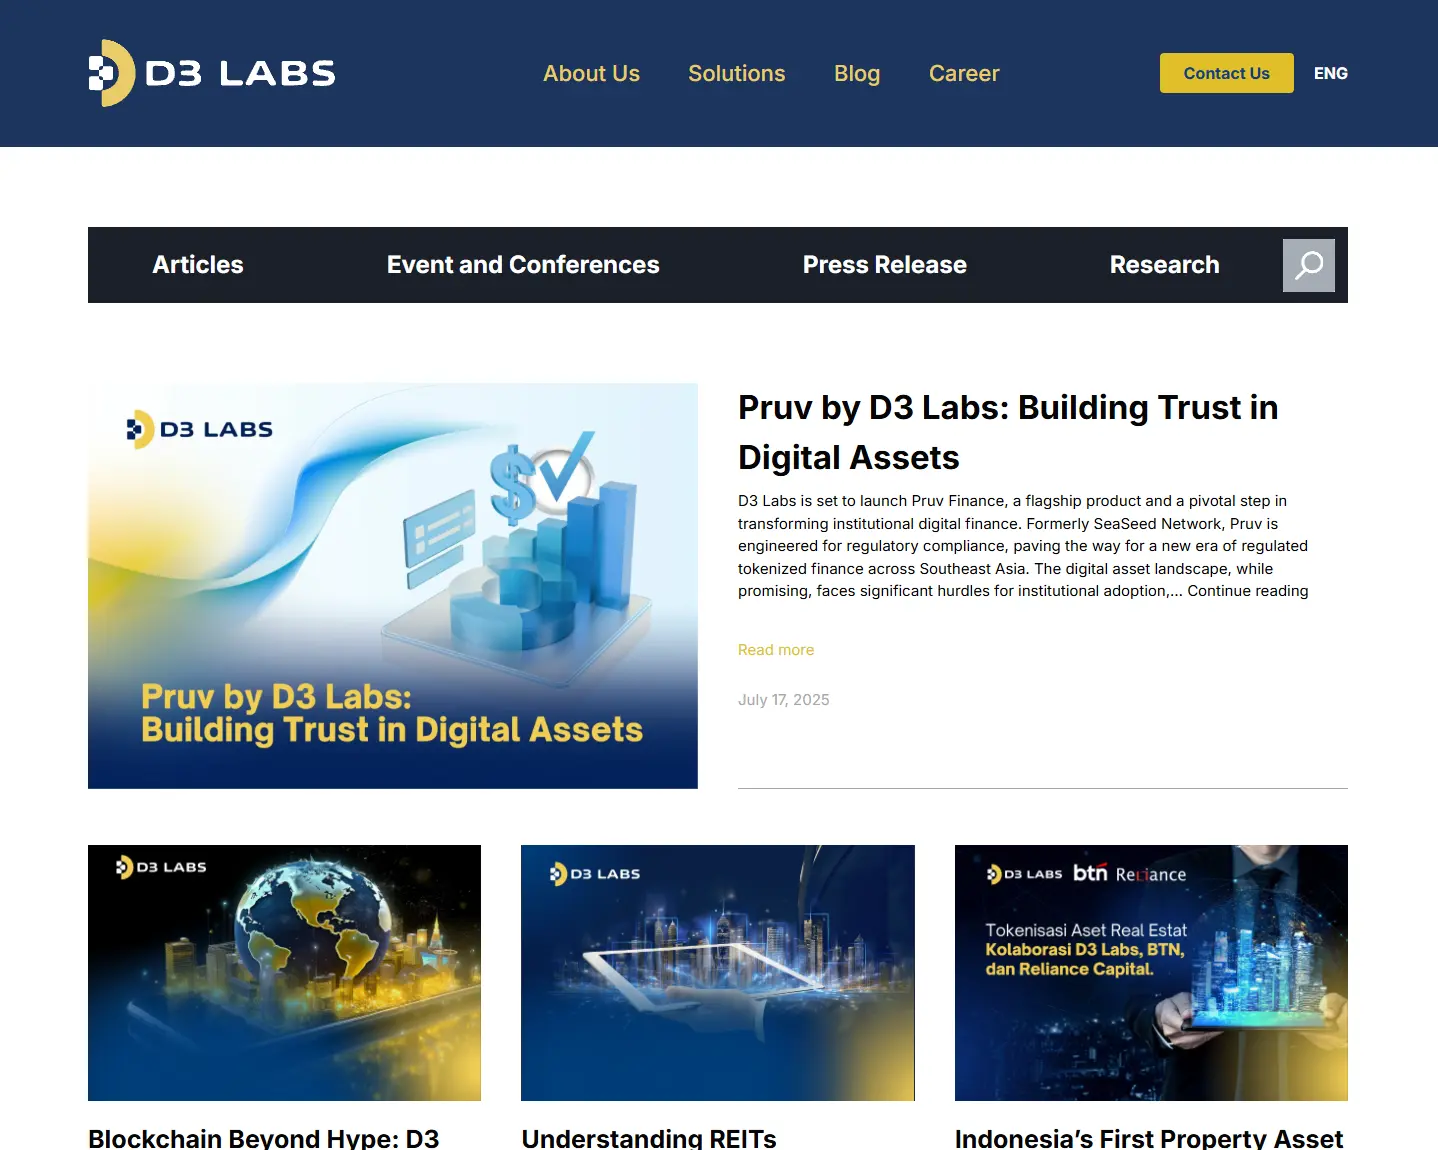 D3 LABS
About Us
Solutions
Blog
Career
Contact Us
ENG
Articles
Event and Conferences
Press Release
Research
D3 LABS
Pruv by D3 Labs:
Building Trust in Digital Assets
Pruv by D3 Labs: Building Trust in
Digital Assets
D3 Labs is set to launch Pruv Finance, a flagship product and a pivotal step in
transforming institutional digital finance. Formerly SeaSeed Network, Pruv is
engineered for regulatory compliance, paving the way for a new era of regulated
tokenized finance across Southeast Asia. The digital asset landscape, while
promising, faces significant hurdles for institutional adoption,... Continue reading
Read more
July 17, 2025
D3 LABS
D3 LABS
D3 LABS btn Reliance
Tokenisasi Aset Real Estat
Kolaborasi D3 Labs, BTN,
dan Reliance Capital.
Blockchain Beyond Hype: D3
Understanding REITs
Indonesia’s First Property Asset